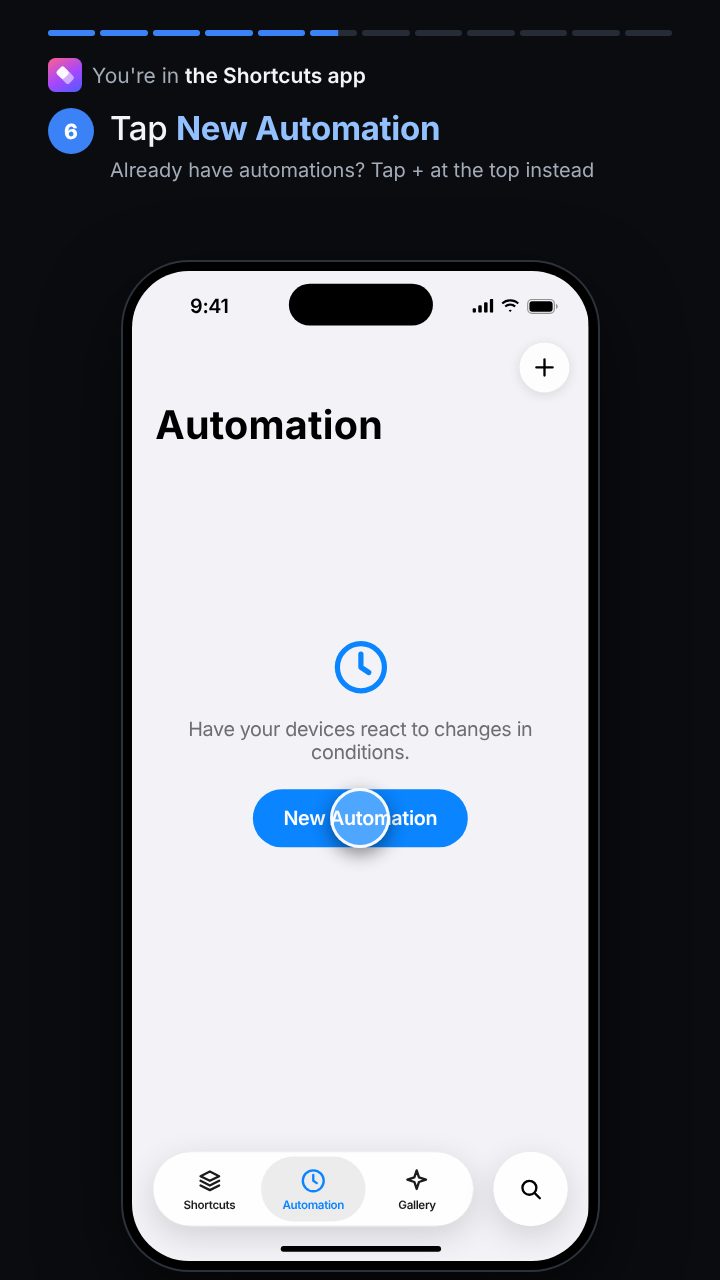 You're in the Shortcuts app
6
Tap New Automation
Already have automations? Tap + at the top instead
9:41
+
Automation
Have your devices react to changes in
conditions.
New Automation
Shortcuts
Automation
Gallery